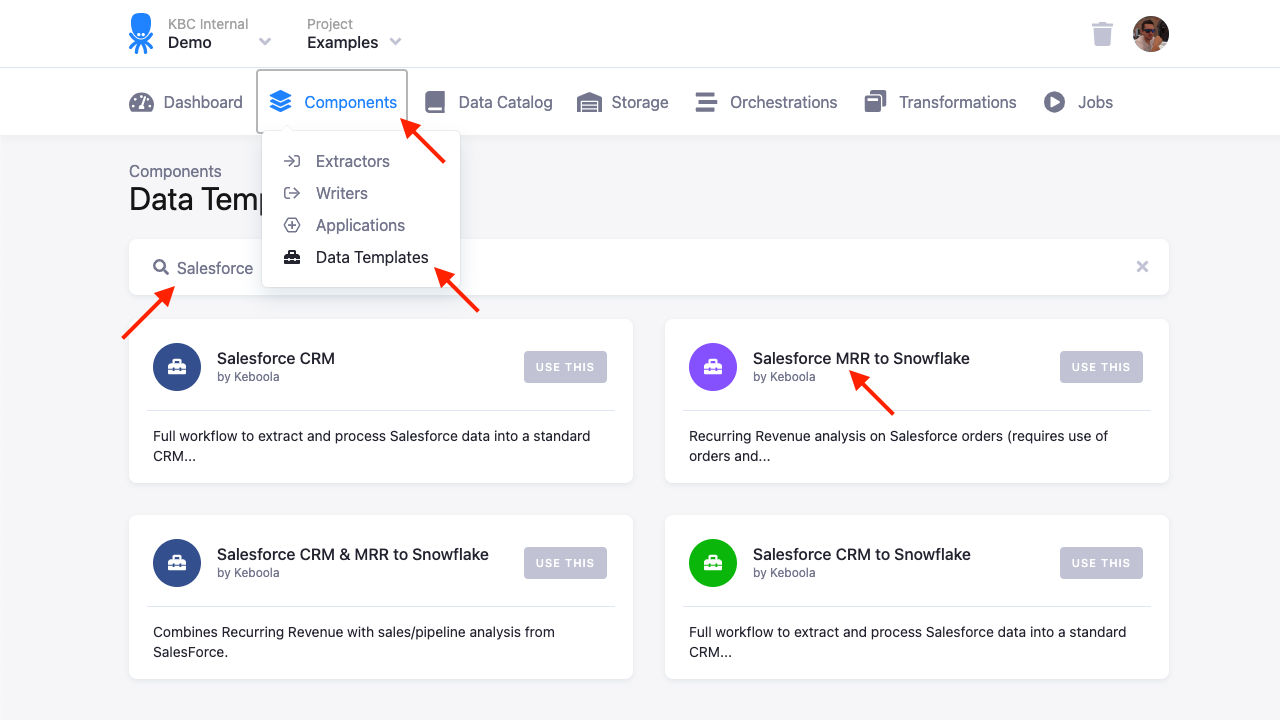 KBC Internal
Demo
Project
Examples
Dashboard
Components
Data Catalog
Storage
Orchestrations
Transformations
Jobs
Extractors
Writers
Applications
Data Templates
Components
Data Temp
Salesforce
Salesforce CRM
by Keboola
USE THIS
Full workflow to extract and process Salesforce data into a standard
CRM...
Salesforce MRR to Snowflake
by Keboola
USE THIS
Recurring Revenue analysis on Salesforce orders (requires use of
orders and...
Salesforce CRM & MRR to Snowflake
by Keboola
USE THIS
Combines Recurring Revenue with sales/pipeline analysis from
SalesForce.
Salesforce CRM to Snowflake
by Keboola
USE THIS
Full workflow to extract and process Salesforce data into a standard
CRM...